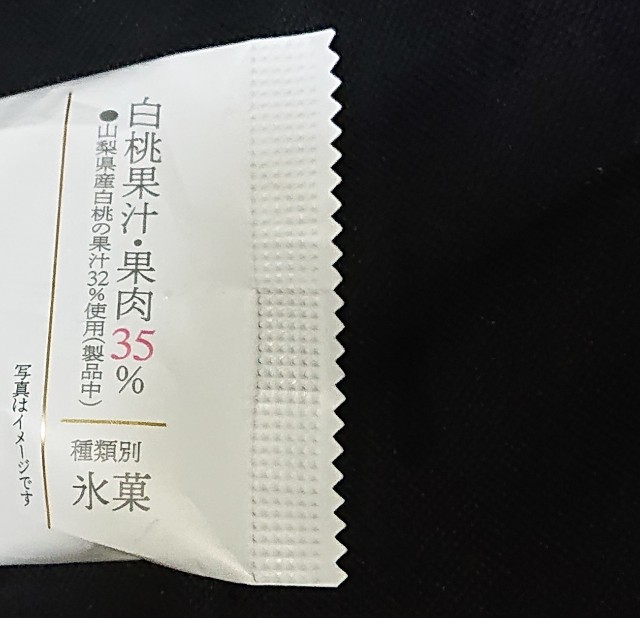 白桃果汁・果肉35%
●山梨県産白桃の果汁32%使用(製品中)
種類別
氷菓
写真はイメージです